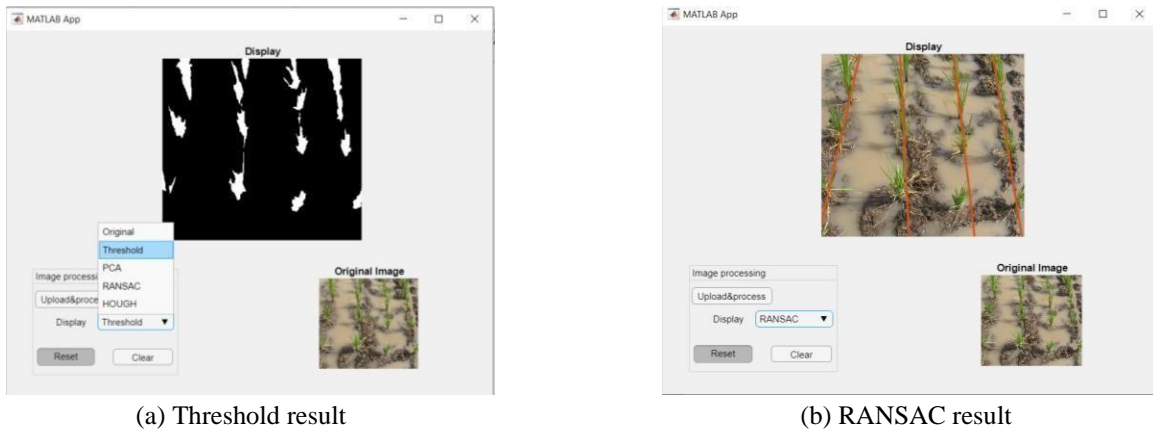 MATLAB App
Display
Original
Threshold
PCA
RANSAC
HOUGH
Image processi
Upload&proce
Display Threshold
Reset Clear
Original Image
(a) Threshold result
MATLAB App
Display
Image processing
Upload&process
Display RANSAC
Reset Clear
Original Image
(b) RANSAC result